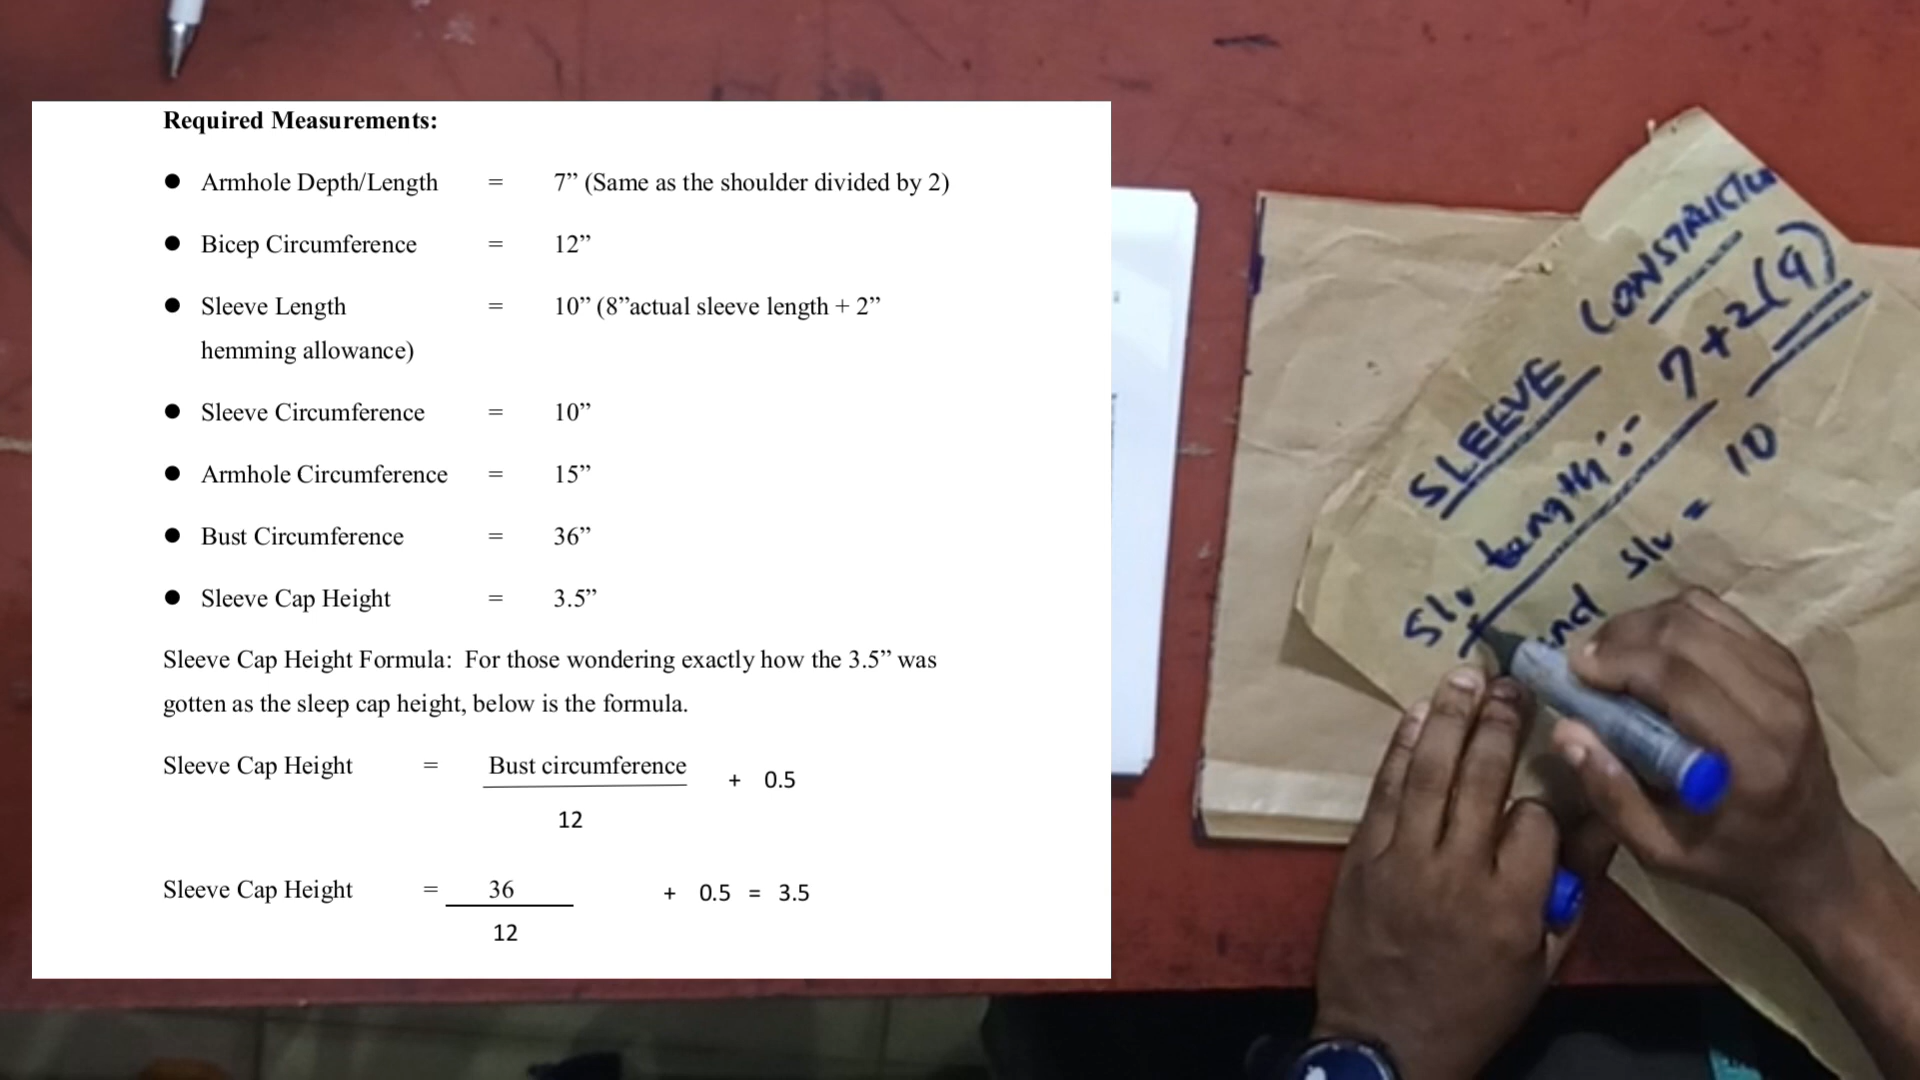 Required Measurements:
● Armhole Depth/Length = 7” (Same as the shoulder divided by 2)
● Bicep Circumference = 12”
● Sleeve Length = 10” (8”actual sleeve length + 2”
hemming allowance)
● Sleeve Circumference = 10”
● Armhole Circumference = 15”
● Bust Circumference = 36”
● Sleeve Cap Height = 3.5”
Sleeve Cap Height Formula: For those wondering exactly how the 3.5” was
gotten as the sleep cap height, below is the formula.
Sleeve Cap Height = Bust circumference + 0.5
12
Sleeve Cap Height = 36 + 0.5 = 3.5
12
SLEEVE
Slv length:- 7+2(9)
Slv = 10